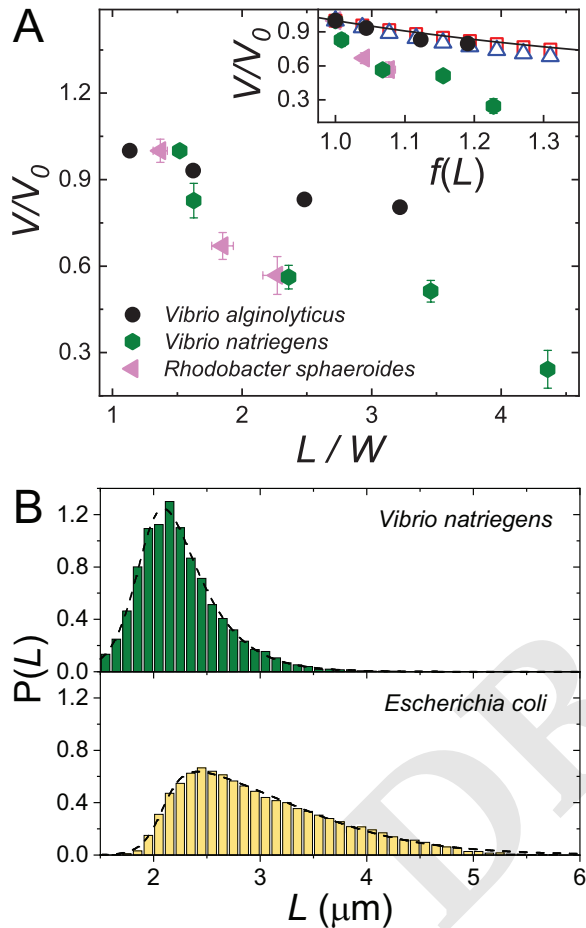 A
V/V₀
1.2
0.9
0.6
0.3
1
2
3
4
L / W
Vibrio alginolyticus
Vibrio natriegens
Rhodobacter sphaeroides
V/V₀
0.9
0.6
0.3
1.0
1.1
1.2
1.3
f(L)
B
P(L)
1.2
0.8
0.4
0.0
Vibrio natriegens
1.2
0.8
0.4
0.0
Escherichia coli
2
3
4
5
6
L (μm)
DR